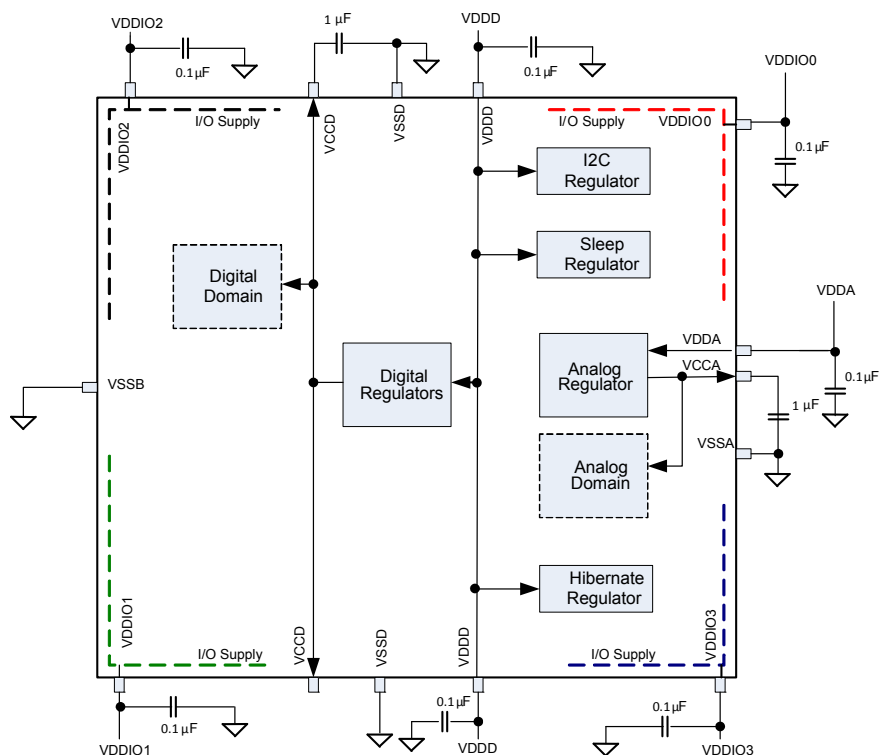 VDDIO2
1 µF
VDDD
0.1 µF
0.1 µF
VDDIO0
0.1 µF
VDDIO2
I/O Supply
VCCD
VSSD
VDDD
I/O Supply
VDDIO0
I2C
Regulator
Sleep
Regulator
Digital
Domain
VDDA
VDDA
VCCA
Digital
Regulators
Analog
Regulator
0.1 µF
1 µF
VSSB
VSSA
Analog
Domain
Hibernate
Regulator
VDDIO1
I/O Supply
VCCD
VSSD
VDDD
I/O Supply
VDDIO3
0.1 µF
0.1 µF
0.1 µF
VDDIO1
VDDD
VDDIO3